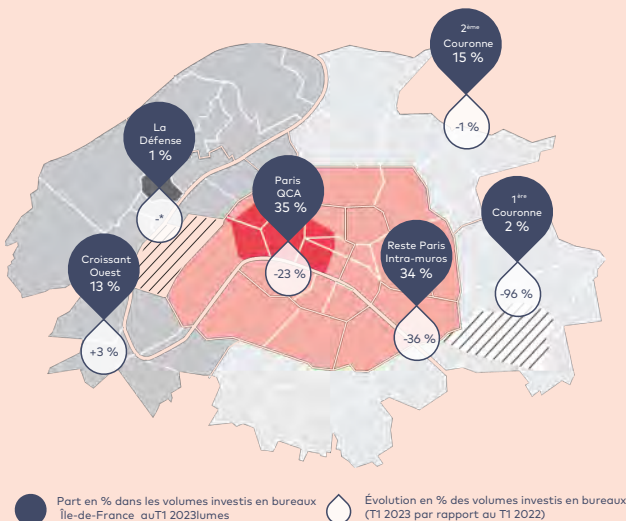 2ème
Couronne
15 %
-1 %
La
Défense
1 %
-*
Paris
QCA
35 %
-23 %
1ère
Couronne
2 %
-96 %
Reste Paris
Intra-muros
34 %
-36 %
Croissant
Ouest
13 %
+3 %
Part en % dans les volumes investis en bureaux
Île-de-France auT1 2023lumes
Évolution en % des volumes investis en bureaux
(T1 2023 par rapport au T1 2022)